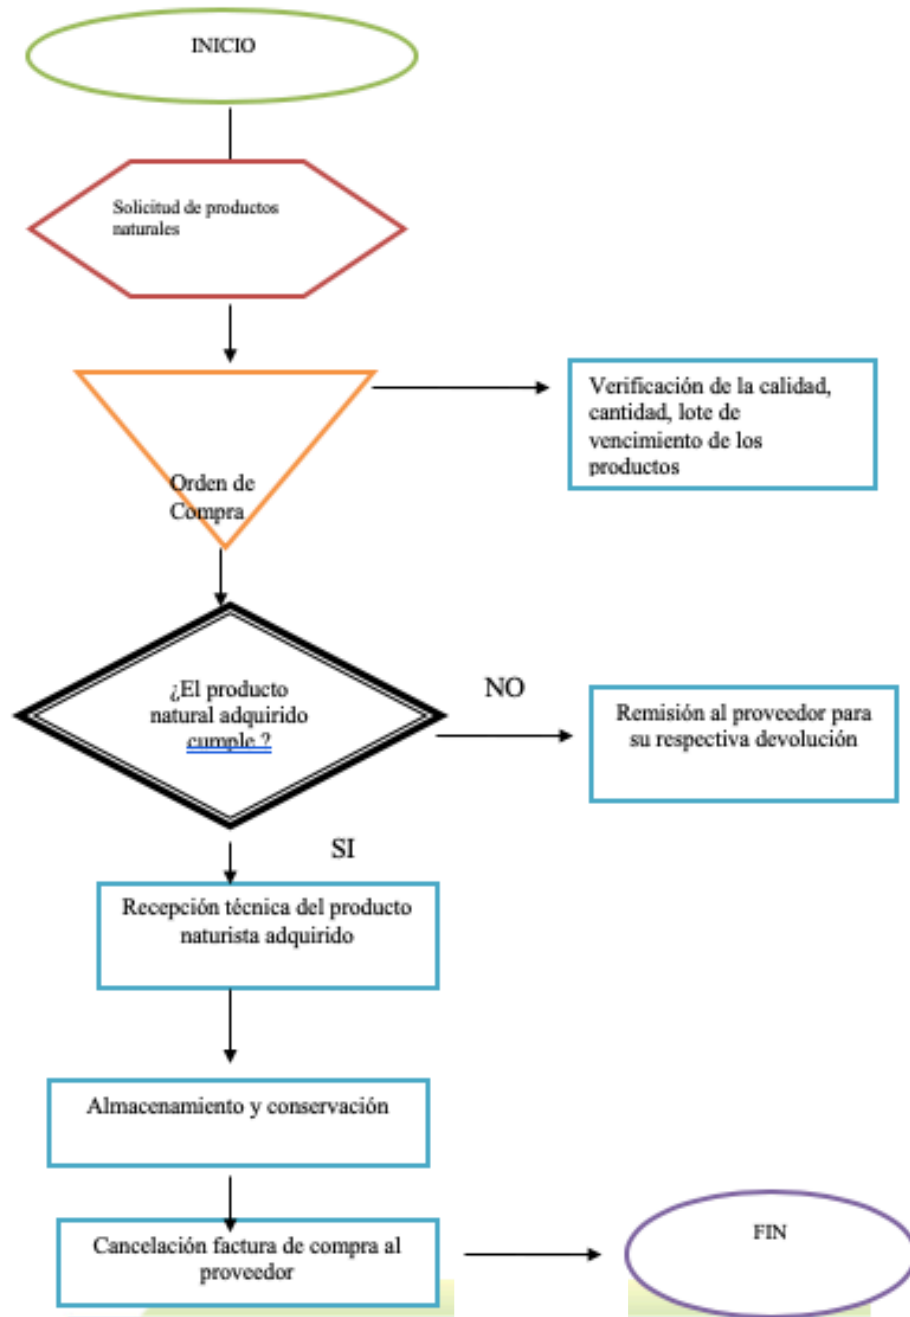 INICIO
Solicitud de productos
naturales
Verificación de la calidad,
cantidad, lote de
vencimiento de los
productos
Orden de
Compra
¿El producto
natural adquirido
cumple ?
NO
Remisión al proveedor para
su respectiva devolución
SI
Recepción técnica del producto
naturista adquirido
Almacenamiento y conservación
Cancelación factura de compra al
proveedor
FIN